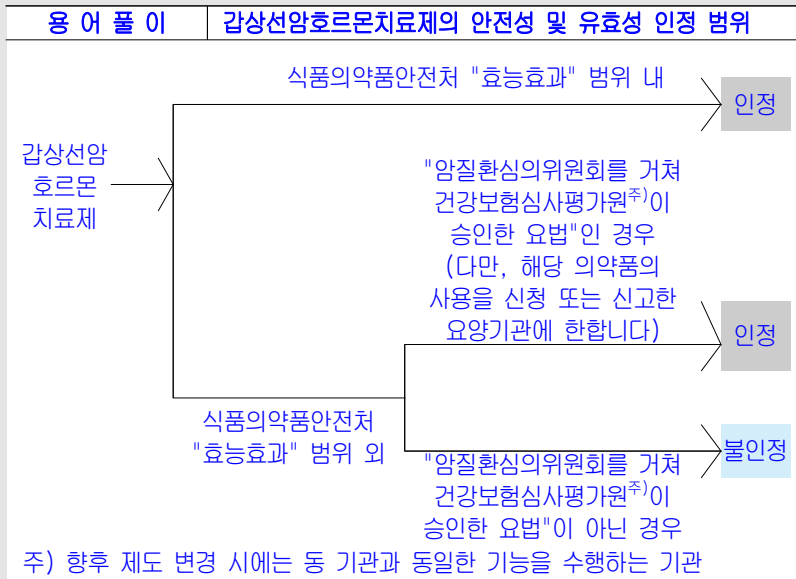 용 어 풀 이
갑상선암호르몬치료제의 안전성 및 유효성 인정 범위
식품의약품안전처 "효능효과" 범위 내
인정
갑상선암
호르몬
치료제
"암질환심의위원회를 거쳐
건강보험심사평가원주)이
승인한 요법"인 경우
(다만, 해당 의약품의
사용을 신청 또는 신고한
요양기관에 한합니다)
인정
식품의약품안전처
"효능효과" 범위 외
불인정
"암질환심의위원회를 거쳐
건강보험심사평가원주)이
승인한 요법"이 아닌 경우
주) 향후 제도 변경 시에는 동 기관과 동일한 기능을 수행하는 기관